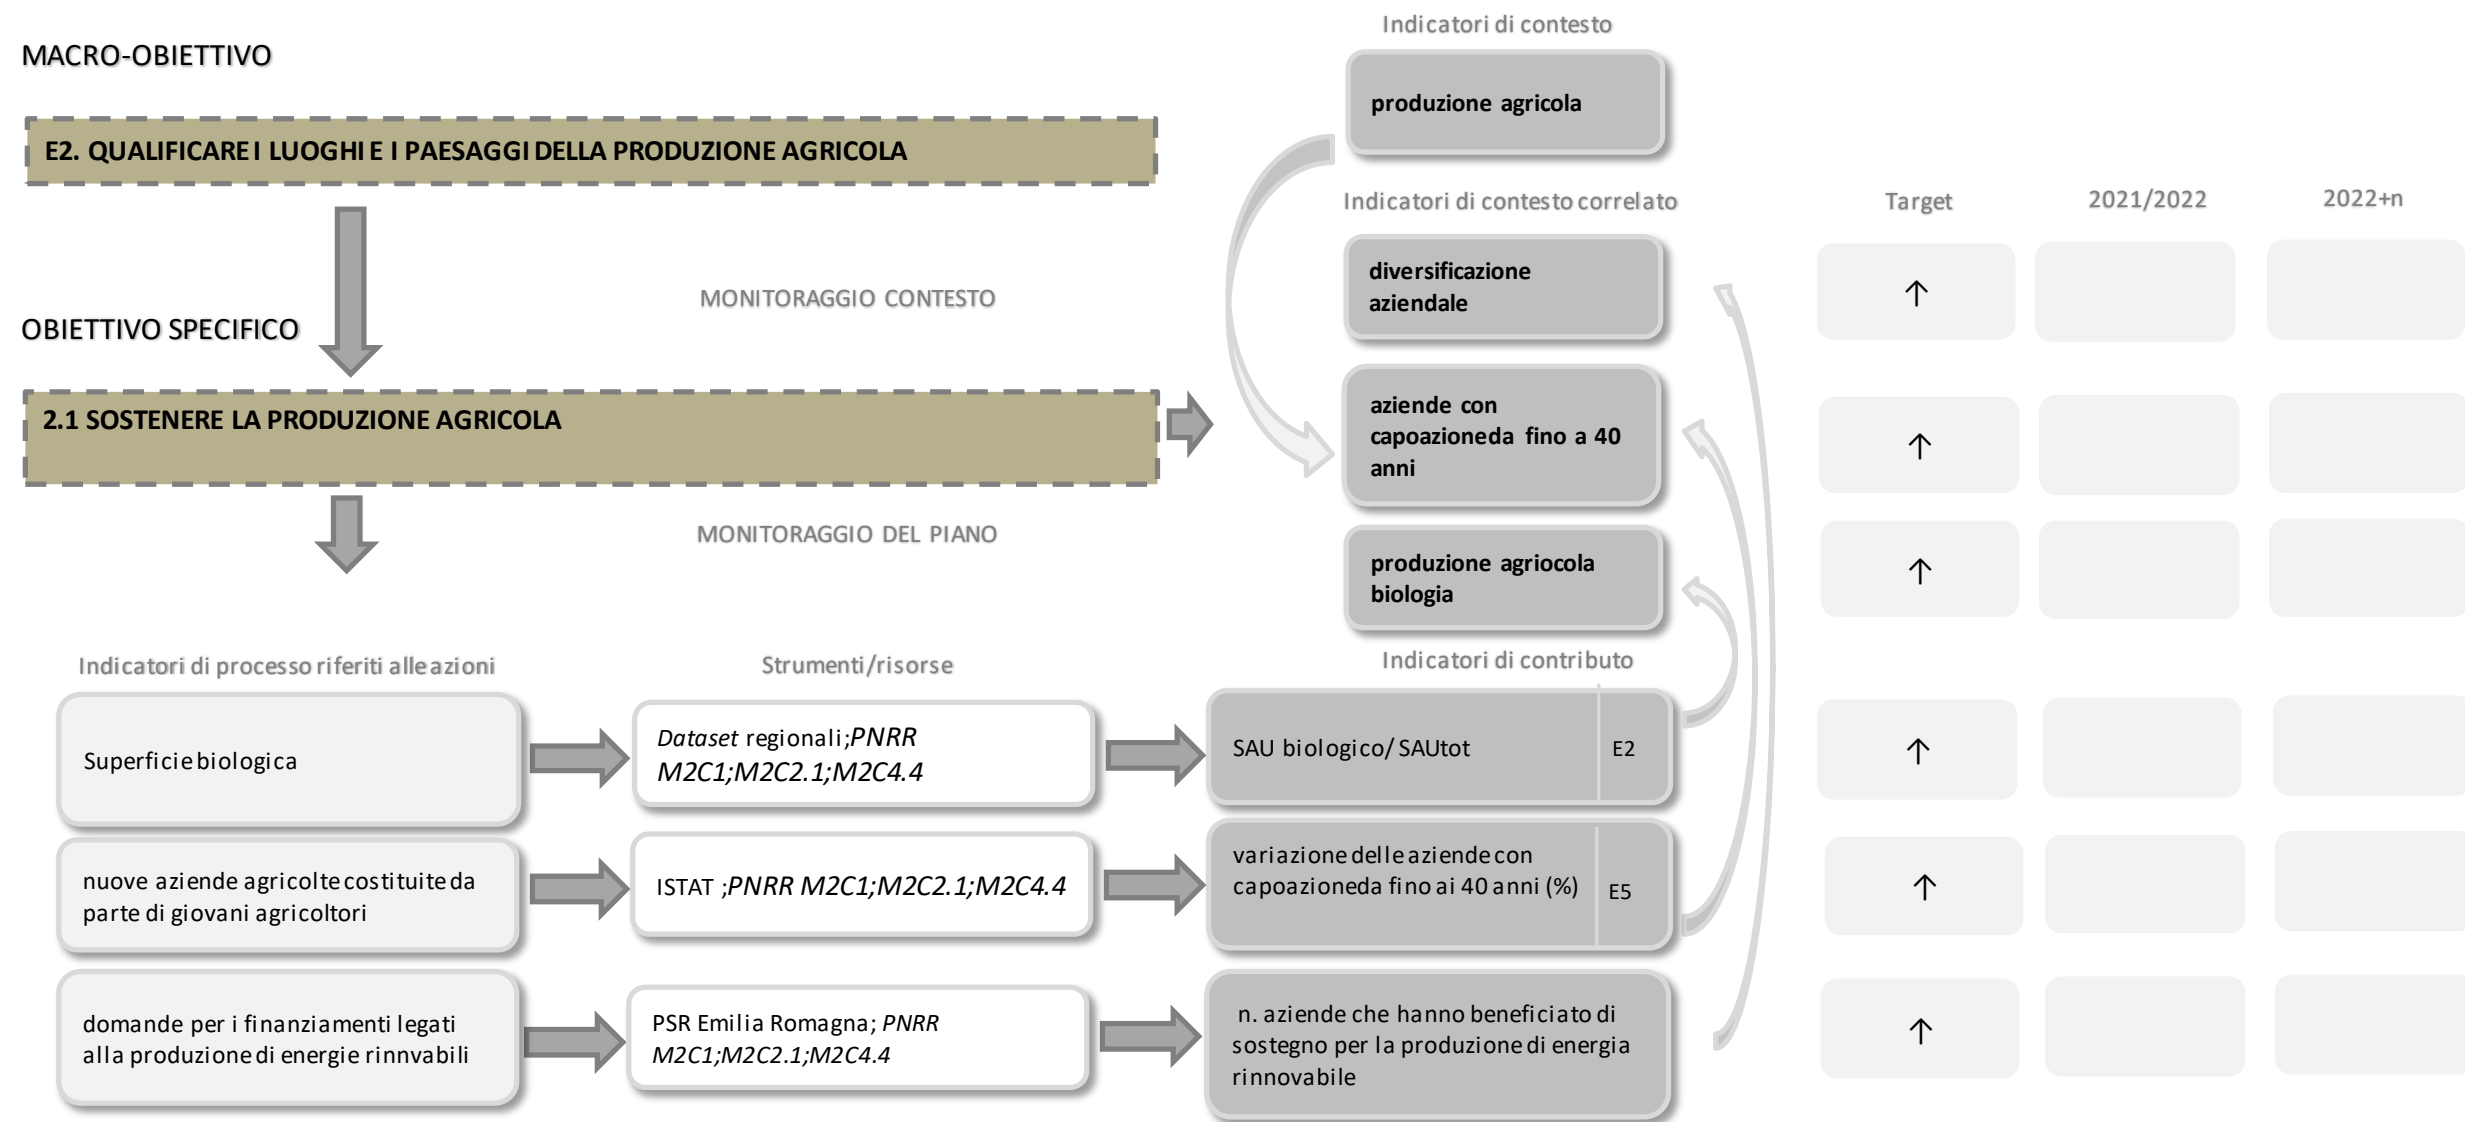 Indicatori di contesto
MACRO-OBIETTIVO
produzione agricola
E2. QUALIFICARE I LUOGHI E I PAESAGGI DELLA PRODUZIONE AGRICOLA
Indicatori di contesto correlato
Target
2021/2022
2022+n
diversificazione
aziendale
↑
MONITORAGGIO CONTESTO
OBIETTIVO SPECIFICO
2.1 SOSTENERE LA PRODUZIONE AGRICOLA
aziende con
capoazioneda fino a 40
anni
↑
MONITORAGGIO DEL PIANO
produzione agriocola
biologia
↑
Indicatori di processo riferiti alle azioni
Strumenti/risorse
Indicatori di contributo
Superficie biologica
Dataset regionali;PNRR
M2C1;M2C2.1;M2C4.4
SAU biologico/ SAUtot
E2
↑
nuove aziende agricolte costituite da
parte di giovani agricoltori
ISTAT ;PNRR M2C1;M2C2.1;M2C4.4
variazione delle aziende con
capoazioneda fino ai 40 anni (%)
E5
↑
domande per i finanziamenti legati
alla produzione di energie rinnvabili
PSR Emilia Romagna; PNRR
M2C1;M2C2.1;M2C4.4
n. aziende che hanno beneficiato di
sostegno per la produzione di energia
rinnovabile
↑